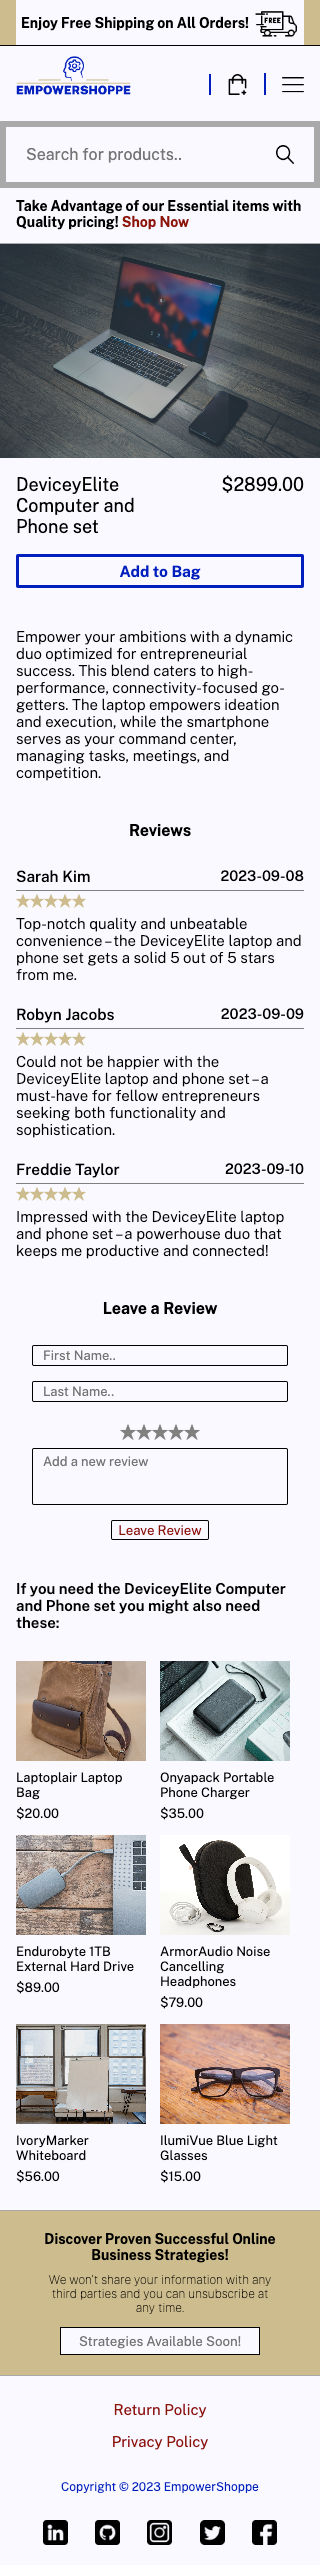 Enjoy Free Shipping on All Orders!
FREE
EMPOWERSHOPPE
Search for products..
Take Advantage of our Essential items with
Quality pricing! Shop Now
DeviceyElite
Computer and
Phone set
$2899.00
Add to Bag
Empower your ambitions with a dynamic
duo optimized for entrepreneurial
success. This blend caters to high-
performance, connectivity-focused go-
getters. The laptop empowers ideation
and execution, while the smartphone
serves as your command center,
managing tasks, meetings, and
competition.
Reviews
Sarah Kim 2023-09-08
Top-notch quality and unbeatable
convenience–the DeviceyElite laptop and
phone set gets a solid 5 out of 5 stars
from me.
Robyn Jacobs 2023-09-09
Could not be happier with the
DeviceyElite laptop and phone set–a
must-have for fellow entrepreneurs
seeking both functionality and
sophistication.
Freddie Taylor 2023-09-10
Impressed with the DeviceyElite laptop
and phone set–a powerhouse duo that
keeps me productive and connected!
Leave a Review
First Name..
Last Name..
Add a new review
Leave Review
If you need the DeviceyElite Computer
and Phone set you might also need
these:
Laptoplair Laptop
Bag
$20.00
Onyapack Portable
Phone Charger
$35.00
Endurobyte 1TB
External Hard Drive
$89.00
ArmorAudio Noise
Cancelling
Headphones
$79.00
IvoryMarker
Whiteboard
$56.00
IlumiVue Blue Light
Glasses
$15.00
Discover Proven Successful Online
Business Strategies!
We won't share your information with any
third parties and you can unsubscribe at
any time.
Strategies Available Soon!
Return Policy
Privacy Policy
Copyright © 2023 EmpowerShoppe